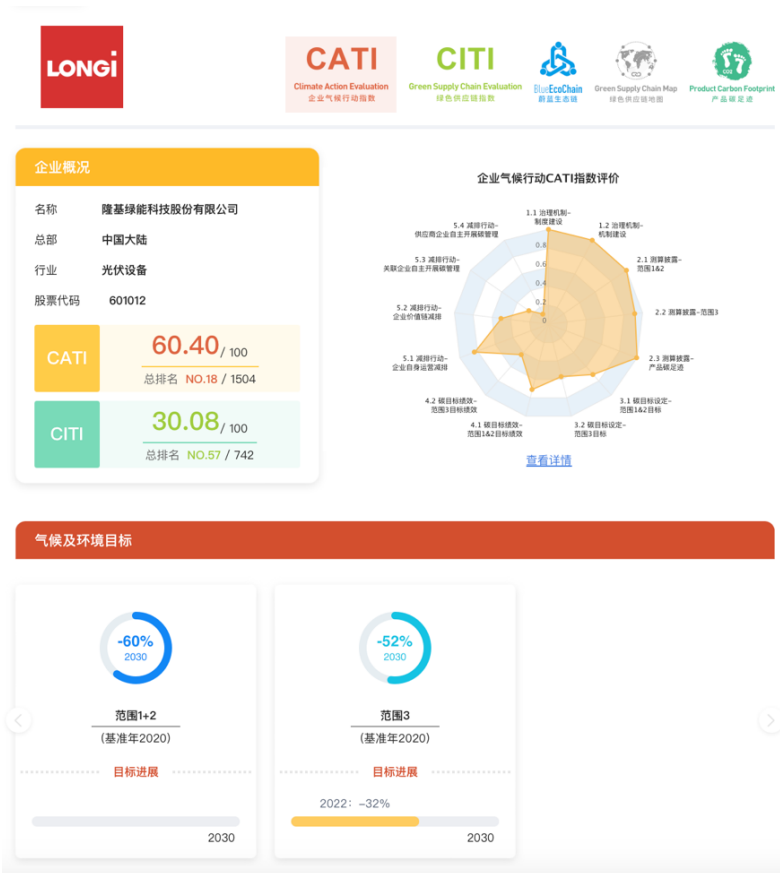 LONGi
CATI
Climate Action Evaluation
企业气候行动指数
CITI
Green Supply Chain Evaluation
绿色供应链指数
BlueEcoChain
蔚蓝生态链
Green Supply Chain Map
绿色供应链地图
CO2
Product Carbon Footprint
产品碳足迹
企业概况
名称 隆基绿能科技股份有限公司
总部 中国大陆
行业 光伏设备
股票代码 601012
CATI
60.40/ 100
总排名 NO.18 / 1504
CITI
30.08/ 100
总排名 NO.57 / 742
企业气候行动CATI指数评价
1.1 治理机制-
制度建设
1.2 治理机制-
机制建设
2.1 测算披露-
范围1&2
2.2 测算披露-范围3
2.3 测算披露-
产品碳足迹
3.1 碳目标设定-
范围1&2目标
3.2 碳目标设定-
范围3目标
4.1 碳目标绩效-
范围1&2目标绩效
4.2 碳目标绩效-
范围3目标绩效
5.1 减排行动-
企业自身运营减排
5.2 减排行动-
企业价值链减排
5.3 减排行动-
关联企业自主开展碳管理
5.4 减排行动-
供应商企业自主开展碳管理
0.8
0.6
0.4
0.2
0
查看详情
气候及环境目标
-60%
2030
范围1+2
(基准年2020)
目标进展
2030
-52%
2030
范围3
(基准年2020)
目标进展
2022：-32%
2030